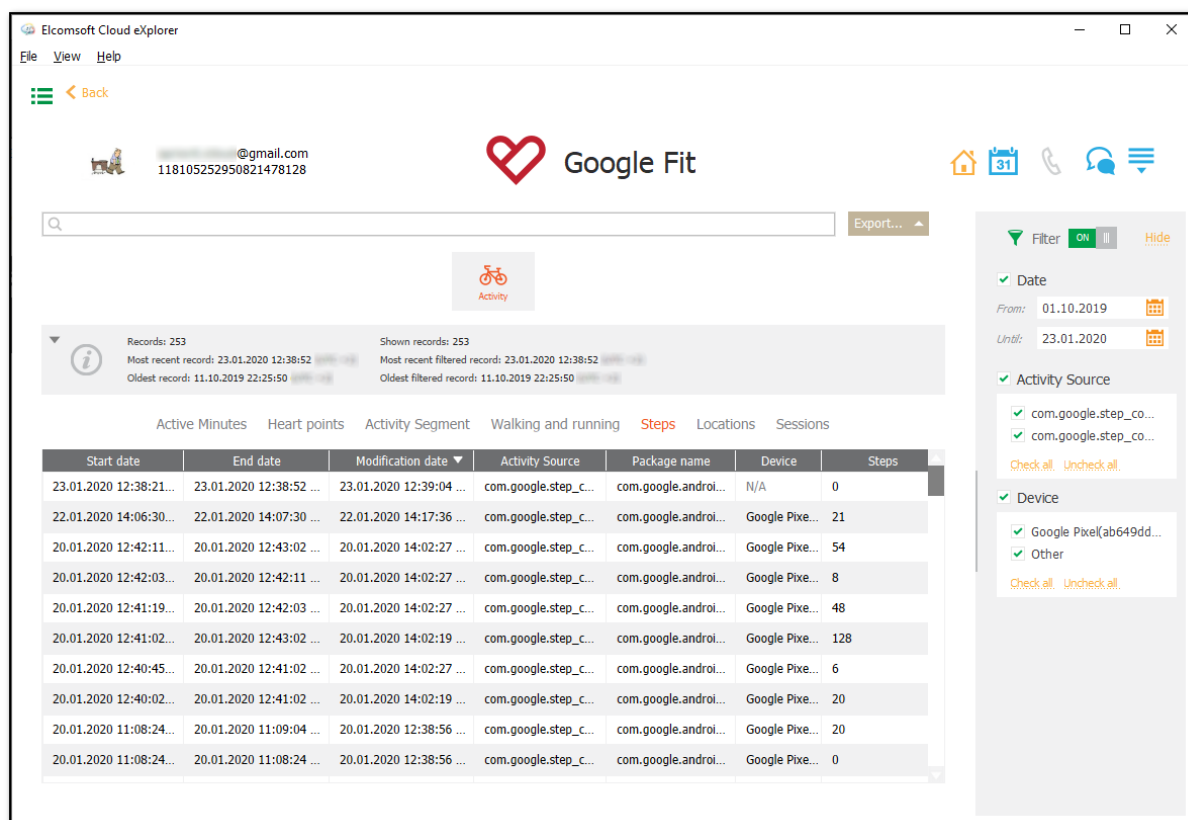 Elcomsoft Cloud eXplorer
File View Help
Back
@gmail.com
118105252950821478128
Google Fit
31
Export...
Filter ON Hide
Activity
Date
From: 01.10.2019
Until: 23.01.2020
Records: 253 Shown records: 253
Most recent record: 23.01.2020 12:38:52 Most recent filtered record: 23.01.2020 12:38:52
Oldest record: 11.10.2019 22:25:50 Oldest filtered record: 11.10.2019 22:25:50
Activity Source
com.google.step_co...
com.google.step_co...
Check all Uncheck all
Device
Google Pixel(ab649dd...
Other
Check all Uncheck all
Active Minutes Heart points Activity Segment Walking and running Steps Locations Sessions
Start date End date Modification date Activity Source Package name Device Steps
23.01.2020 12:38:21... 23.01.2020 12:38:52 ... 23.01.2020 12:39:04 ... com.google.step_c... com.google.androi... N/A 0
22.01.2020 14:06:30... 22.01.2020 14:07:30 ... 22.01.2020 14:17:36 ... com.google.step_c... com.google.androi... Google Pixe... 21
20.01.2020 12:42:11... 20.01.2020 12:43:02 ... 20.01.2020 14:02:27 ... com.google.step_c... com.google.androi... Google Pixe... 54
20.01.2020 12:42:03... 20.01.2020 12:42:11 ... 20.01.2020 14:02:27 ... com.google.step_c... com.google.androi... Google Pixe... 8
20.01.2020 12:41:19... 20.01.2020 12:42:03 ... 20.01.2020 14:02:27 ... com.google.step_c... com.google.androi... Google Pixe... 48
20.01.2020 12:41:02... 20.01.2020 12:43:02 ... 20.01.2020 14:02:19 ... com.google.step_c... com.google.androi... Google Pixe... 128
20.01.2020 12:40:45... 20.01.2020 12:41:02 ... 20.01.2020 14:02:27 ... com.google.step_c... com.google.androi... Google Pixe... 6
20.01.2020 12:40:02... 20.01.2020 12:41:02 ... 20.01.2020 14:02:19 ... com.google.step_c... com.google.androi... Google Pixe... 20
20.01.2020 11:08:24... 20.01.2020 11:09:04 ... 20.01.2020 12:38:56 ... com.google.step_c... com.google.androi... Google Pixe... 20
20.01.2020 11:08:24... 20.01.2020 11:08:24 ... 20.01.2020 12:38:56 ... com.google.step_c... com.google.androi... Google Pixe... 0